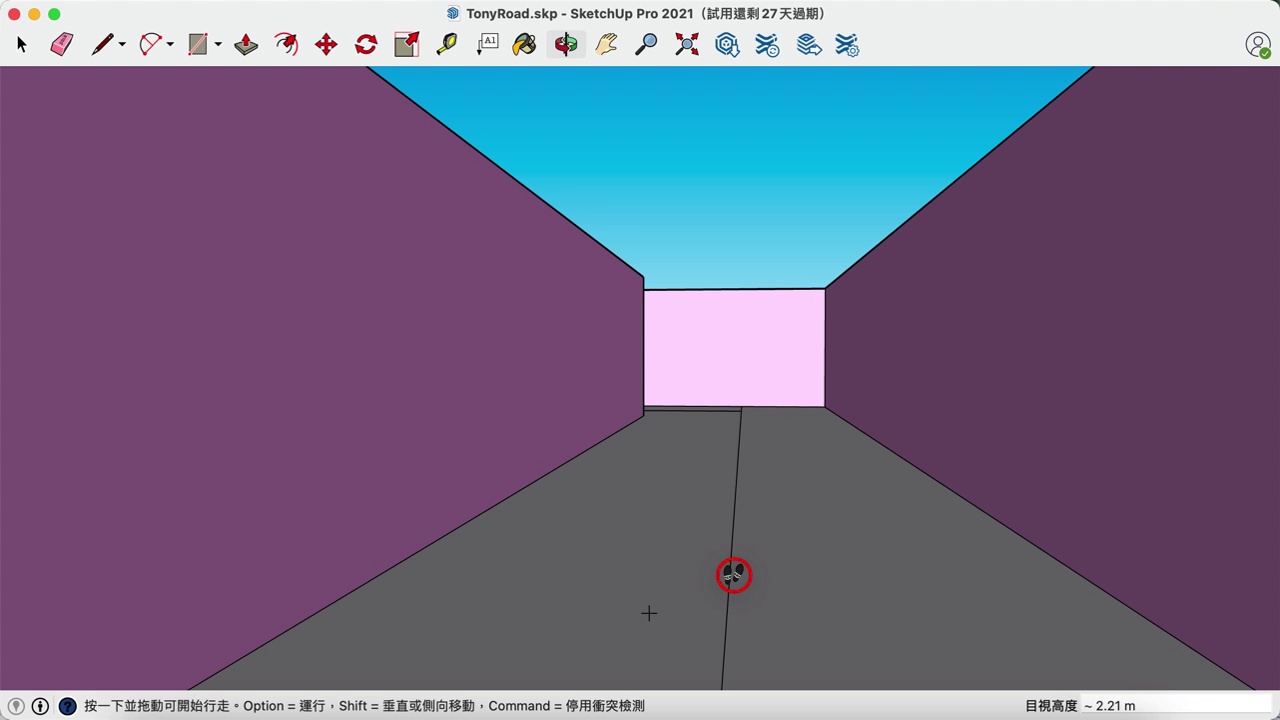 TonyRoad.skp - SketchUp Pro 2021（試用還剩 27 天過期）
A1
按一下並拖動可開始行走。Option = 運行，Shift = 垂直或側向移動，Command = 停用衝突檢測
目視高度 ~ 2.21 m